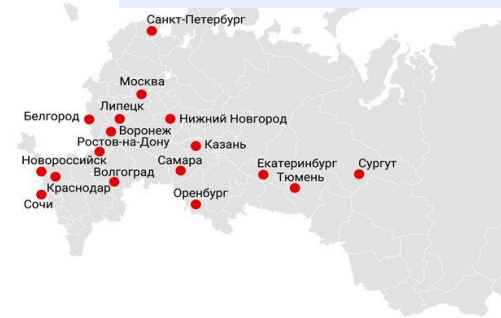 Санкт-Петербург
Москва
Липецк
Белгород
Нижний Новгород
Воронеж
Ростов-на-Дону
Казань
Новороссийск
Самара
Екатеринбург
Сургут
Волгоград
Тюмень
Краснодар
Оренбург
Сочи